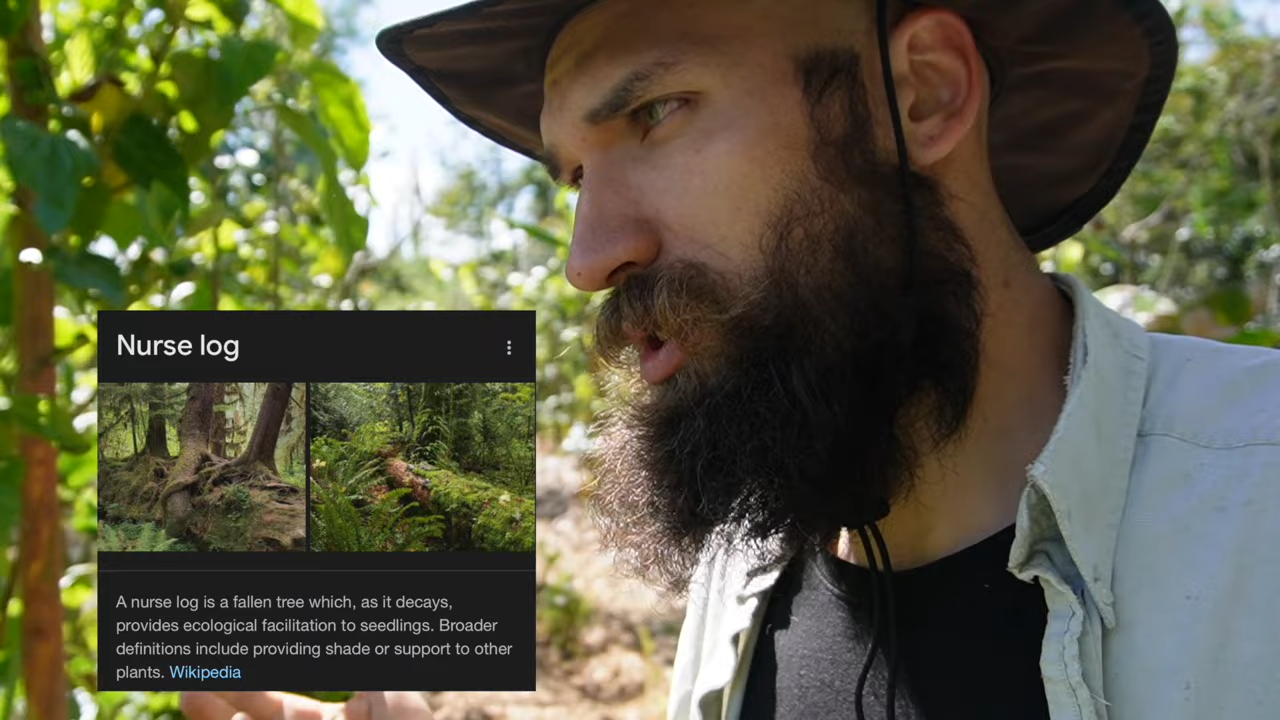 Nurse log
A nurse log is a fallen tree which, as it decays,
provides ecological facilitation to seedlings. Broader
definitions include providing shade or support to other
plants. Wikipedia